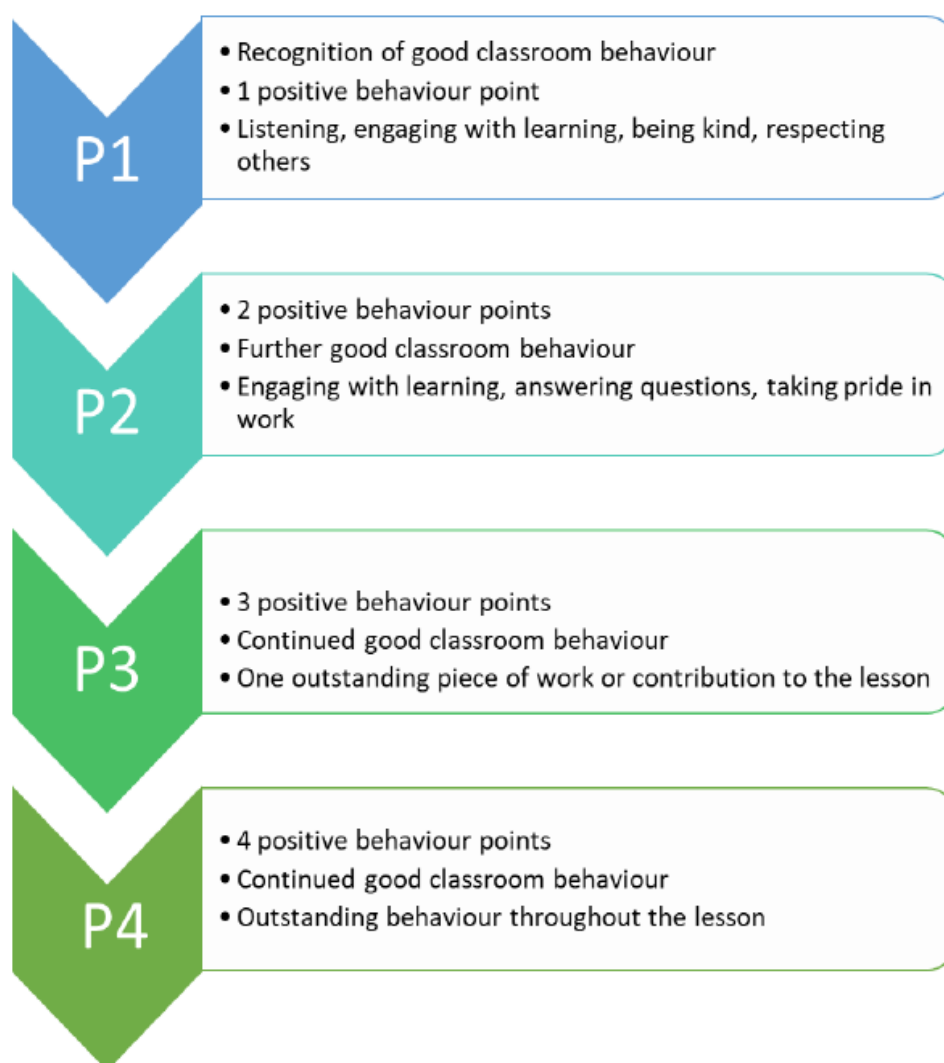 P1
• Recognition of good classroom behaviour
• 1 positive behaviour point
• Listening, engaging with learning, being kind, respecting
others
P2
• 2 positive behaviour points
• Further good classroom behaviour
• Engaging with learning, answering questions, taking pride in
work
P3
• 3 positive behaviour points
• Continued good classroom behaviour
• One outstanding piece of work or contribution to the lesson
P4
• 4 positive behaviour points
• Continued good classroom behaviour
• Outstanding behaviour throughout the lesson